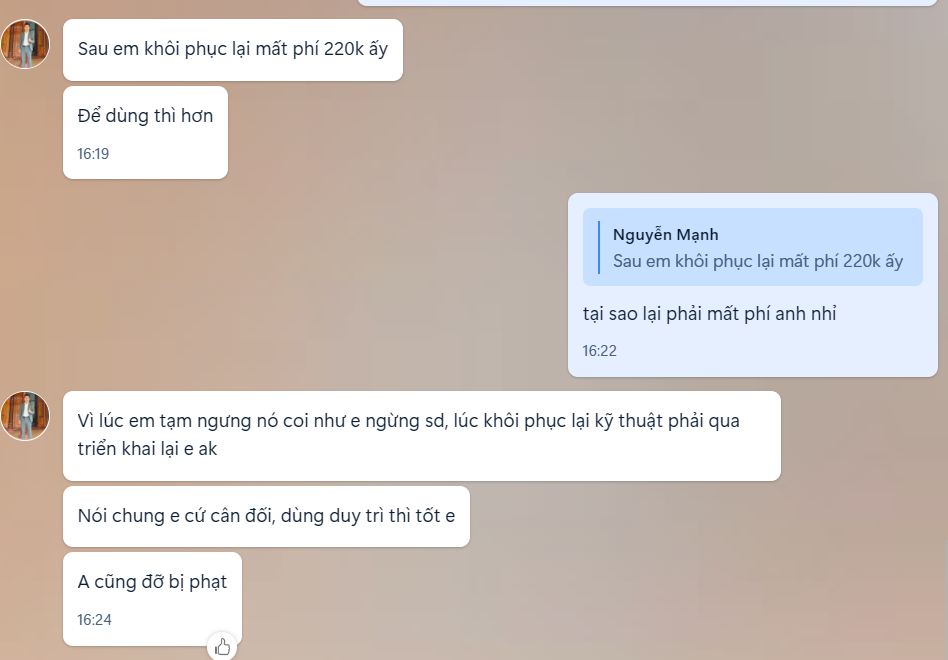 Sau em khôi phục lại mất phí 220k ấy
Để dùng thì hơn
16:19
Nguyễn Mạnh
Sau em khôi phục lại mất phí 220k ấy
tại sao lại phải mất phí anh nhỉ
16:22
Vì lúc em tạm ngưng nó coi như e ngừng sd, lúc khôi phục lại kỹ thuật phải qua
triển khai lại e ak
Nói chung e cứ cân đối, dùng duy trì thì tốt e
A cũng đỡ bị phạt
16:24